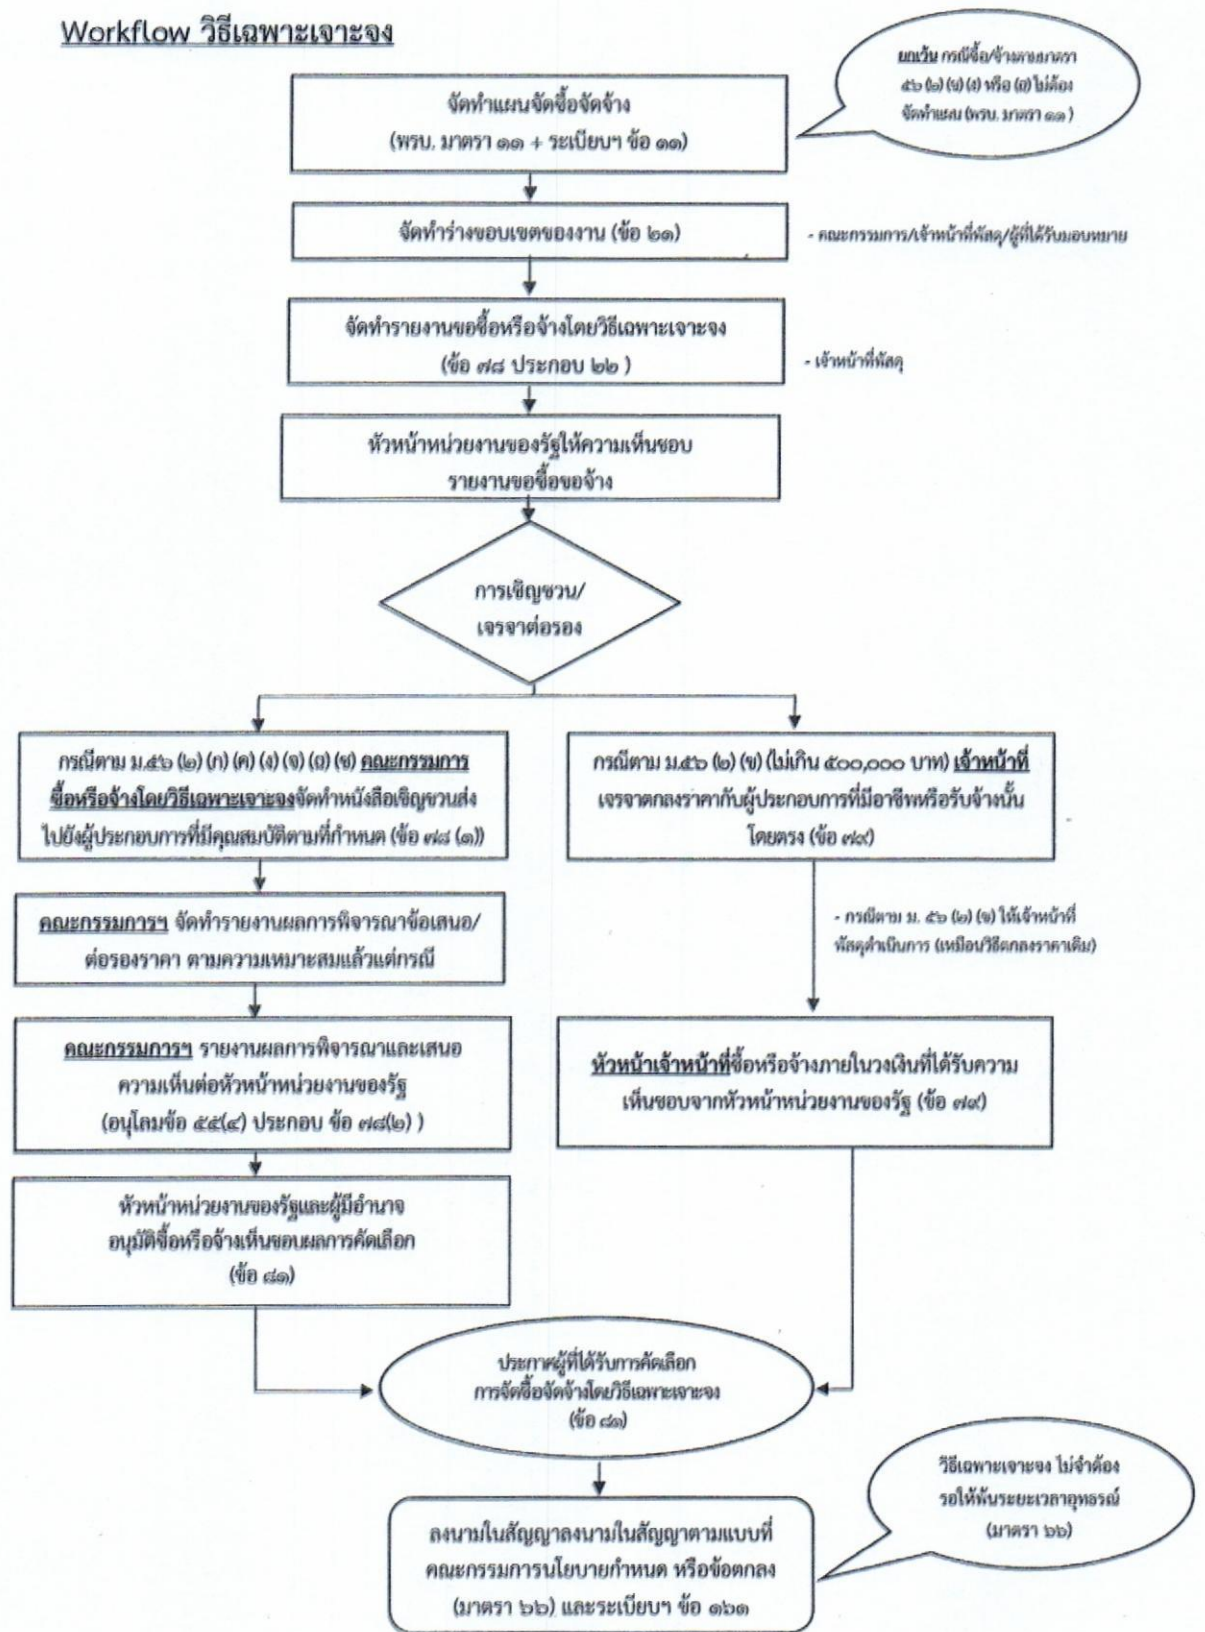 Workflow วิธีเฉพาะเจาะจง
ยกเว้น กรณีซื้อ/จ้างตามมาตรา
๕๖ (๒) (ข) (ง) หรือ (ฉ) ไม่ต้อง
จัดทำแผน (พรบ. มาตรา ๑๑ )
จัดทำแผนจัดซื้อจัดจ้าง
(พรบ. มาตรา ๑๑ + ระเบียบฯ ข้อ ๑๑)
จัดทำร่างขอบเขตของงาน (ข้อ ๒๑)
- คณะกรรมการ/เจ้าหน้าที่พัสดุ/ผู้ที่ได้รับมอบหมาย
จัดทำรายงานขอซื้อหรือจ้างโดยวิธีเฉพาะเจาะจง
(ข้อ ๗๘ ประกอบ ๒๒ )
- เจ้าหน้าที่พัสดุ
หัวหน้าหน่วยงานของรัฐให้ความเห็นชอบ
รายงานขอซื้อขอจ้าง
การเชิญชวน/
เจรจาต่อรอง
กรณีตาม ม.๕๖ (๒) (ก) (ค) (ง) (จ) (ฉ) (ช) คณะกรรมการ
ซื้อหรือจ้างโดยวิธีเฉพาะเจาะจงจัดทำหนังสือเชิญชวนส่ง
ไปยังผู้ประกอบการที่มีคุณสมบัติตามที่กำหนด (ข้อ ๗๘ (๑))
กรณีตาม ม.๕๖ (๒) (ข) (ไม่เกิน ๕๐๐,๐๐๐ บาท) เจ้าหน้าที่
เจรจาตกลงราคากับผู้ประกอบการที่มีอาชีพหรือรับจ้างนั้น
โดยตรง (ข้อ ๗๙)
คณะกรรมการฯ จัดทำรายงานผลการพิจารณาข้อเสนอ/
ต่อรองราคา ตามความเหมาะสมแล้วแต่กรณี
- กรณีตาม ม. ๕๖ (๒) (ข) ให้เจ้าหน้าที่
พัสดุดำเนินการ (เหมือนวิธีตกลงราคาเดิม)
คณะกรรมการฯ รายงานผลการพิจารณาและเสนอ
ความเห็นต่อหัวหน้าหน่วยงานของรัฐ
(อนุโลมข้อ ๕๕(๔) ประกอบ ข้อ ๗๘(๒) )
หัวหน้าเจ้าหน้าที่ซื้อหรือจ้างภายในวงเงินที่ได้รับความ
เห็นชอบจากหัวหน้าหน่วยงานของรัฐ (ข้อ ๗๙)
หัวหน้าหน่วยงานของรัฐและผู้มีอำนาจ
อนุมัติซื้อหรือจ้างเห็นชอบผลการคัดเลือก
(ข้อ ๘๑)
ประกาศผู้ที่ได้รับการคัดเลือก
การจัดซื้อจัดจ้างโดยวิธีเฉพาะเจาะจง
(ข้อ ๘๑)
วิธีเฉพาะเจาะจง ไม่จำต้อง
รอให้พ้นระยะเวลาอุทธรณ์
(มาตรา ๖๖)
ลงนามในสัญญาลงนามในสัญญาตามแบบที่
คณะกรรมการนโยบายกำหนด หรือข้อตกลง
(มาตรา ๖๖) และระเบียบฯ ข้อ ๑๖๑